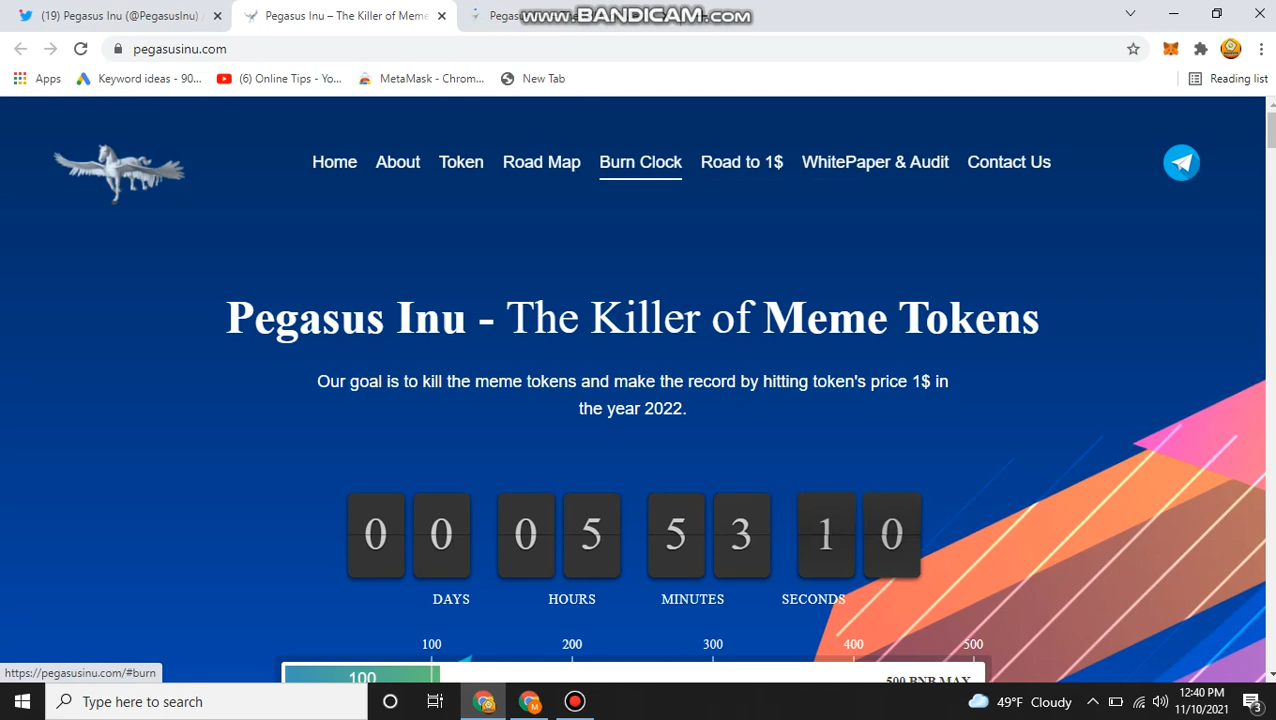 (19) Pegasus Inu (@PegasusInu)
Pegasus Inu – The Killer of Meme
WWW.BANDICAM.COM
pegasusinu.com
Apps
Keyword ideas - 90...
(6) Online Tips - Yo...
MetaMask - Chrom...
New Tab
Reading list
Home
About
Token
Road Map
Burn Clock
Road to 1$
WhitePaper & Audit
Contact Us
Pegasus Inu - The Killer of Meme Tokens
Our goal is to kill the meme tokens and make the record by hitting token's price 1$ in
the year 2022.
0 0 0 5 5 3 1 0
DAYS HOURS MINUTES SECONDS
100 200 300 400 500
100
500 BNB MAX
https://pegasusinu.com/#burn
Type here to search
49°F Cloudy
12:40 PM
11/10/2021
3